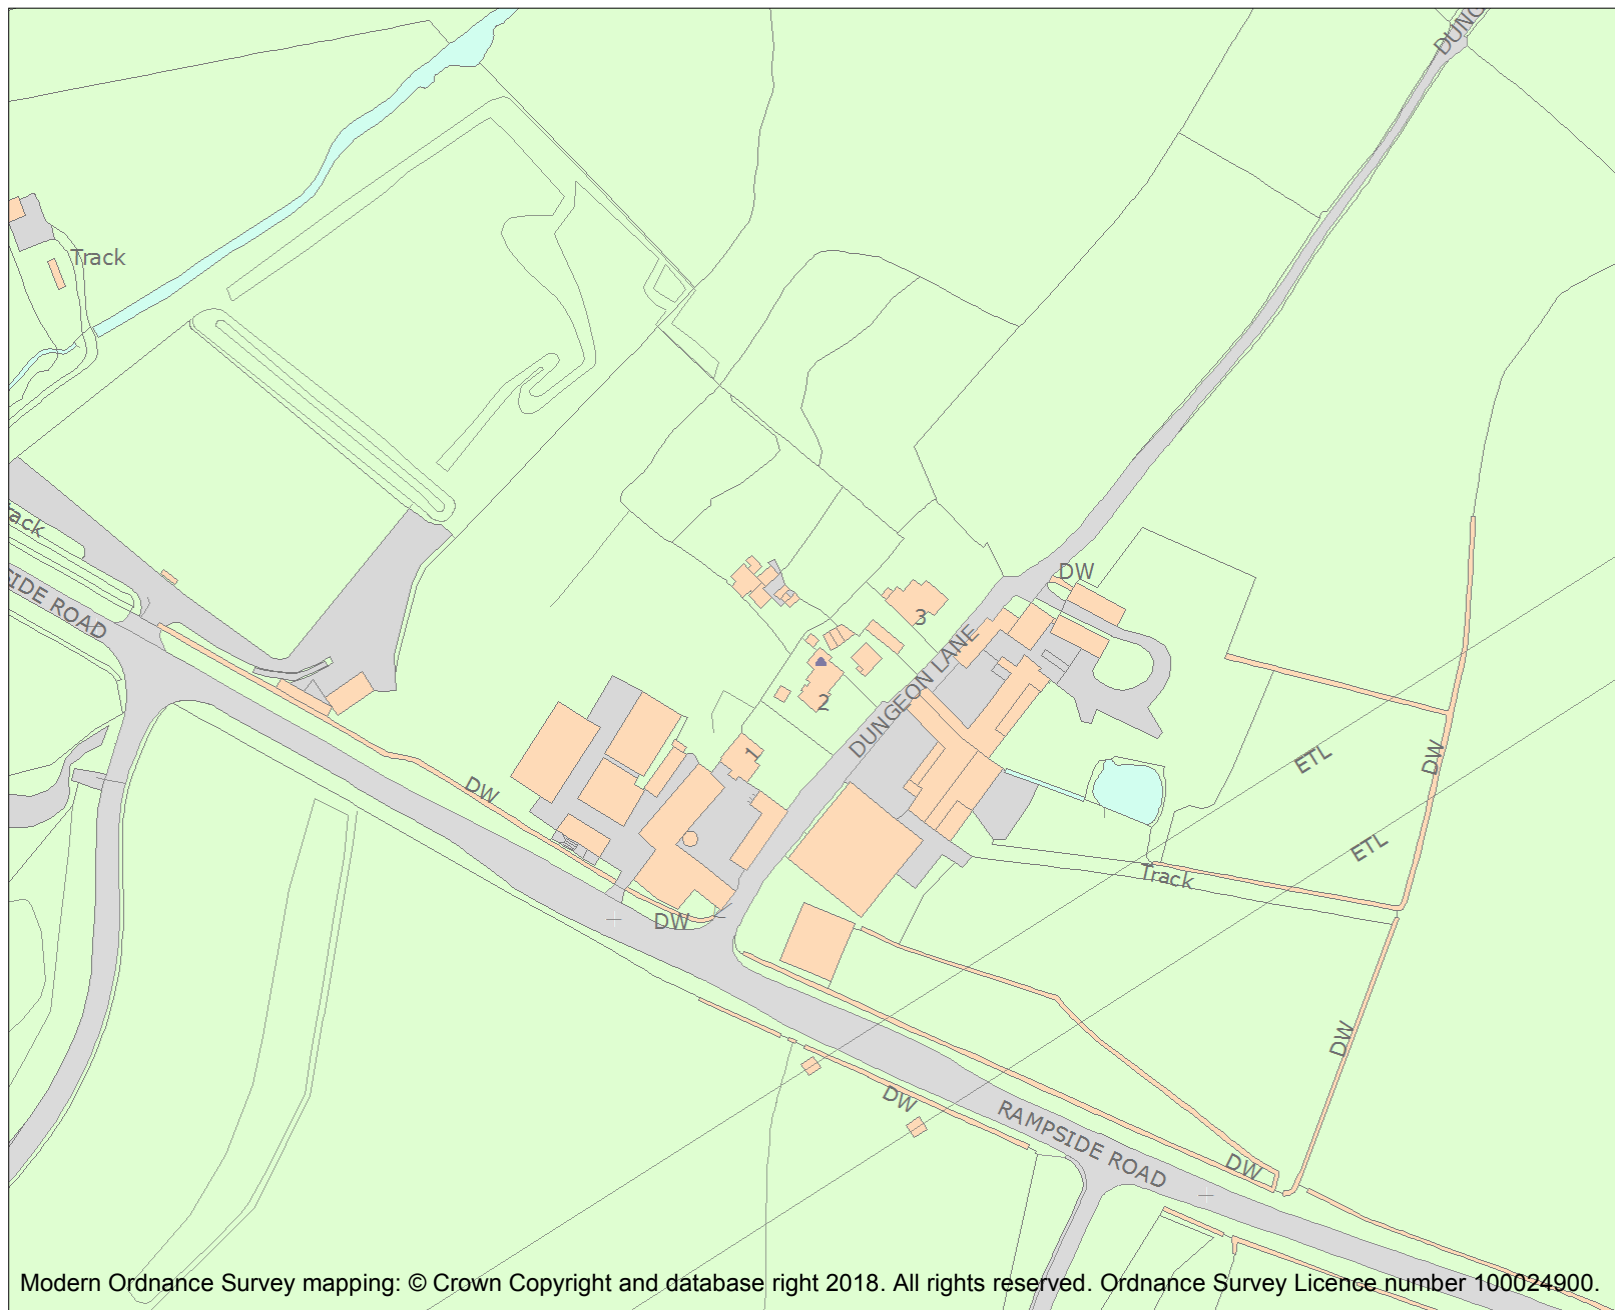 DUNG
Track
ack
SIDE ROAD
DW
3
DUNGEON LANE
2
1
ETL
DW
DW
ETL
Track
DW
DW
DW
RAMPSIDE ROAD
DW
Modern Ordnance Survey mapping: © Crown Copyright and database right 2018. All rights reserved. Ordnance Survey Licence number 100024900.